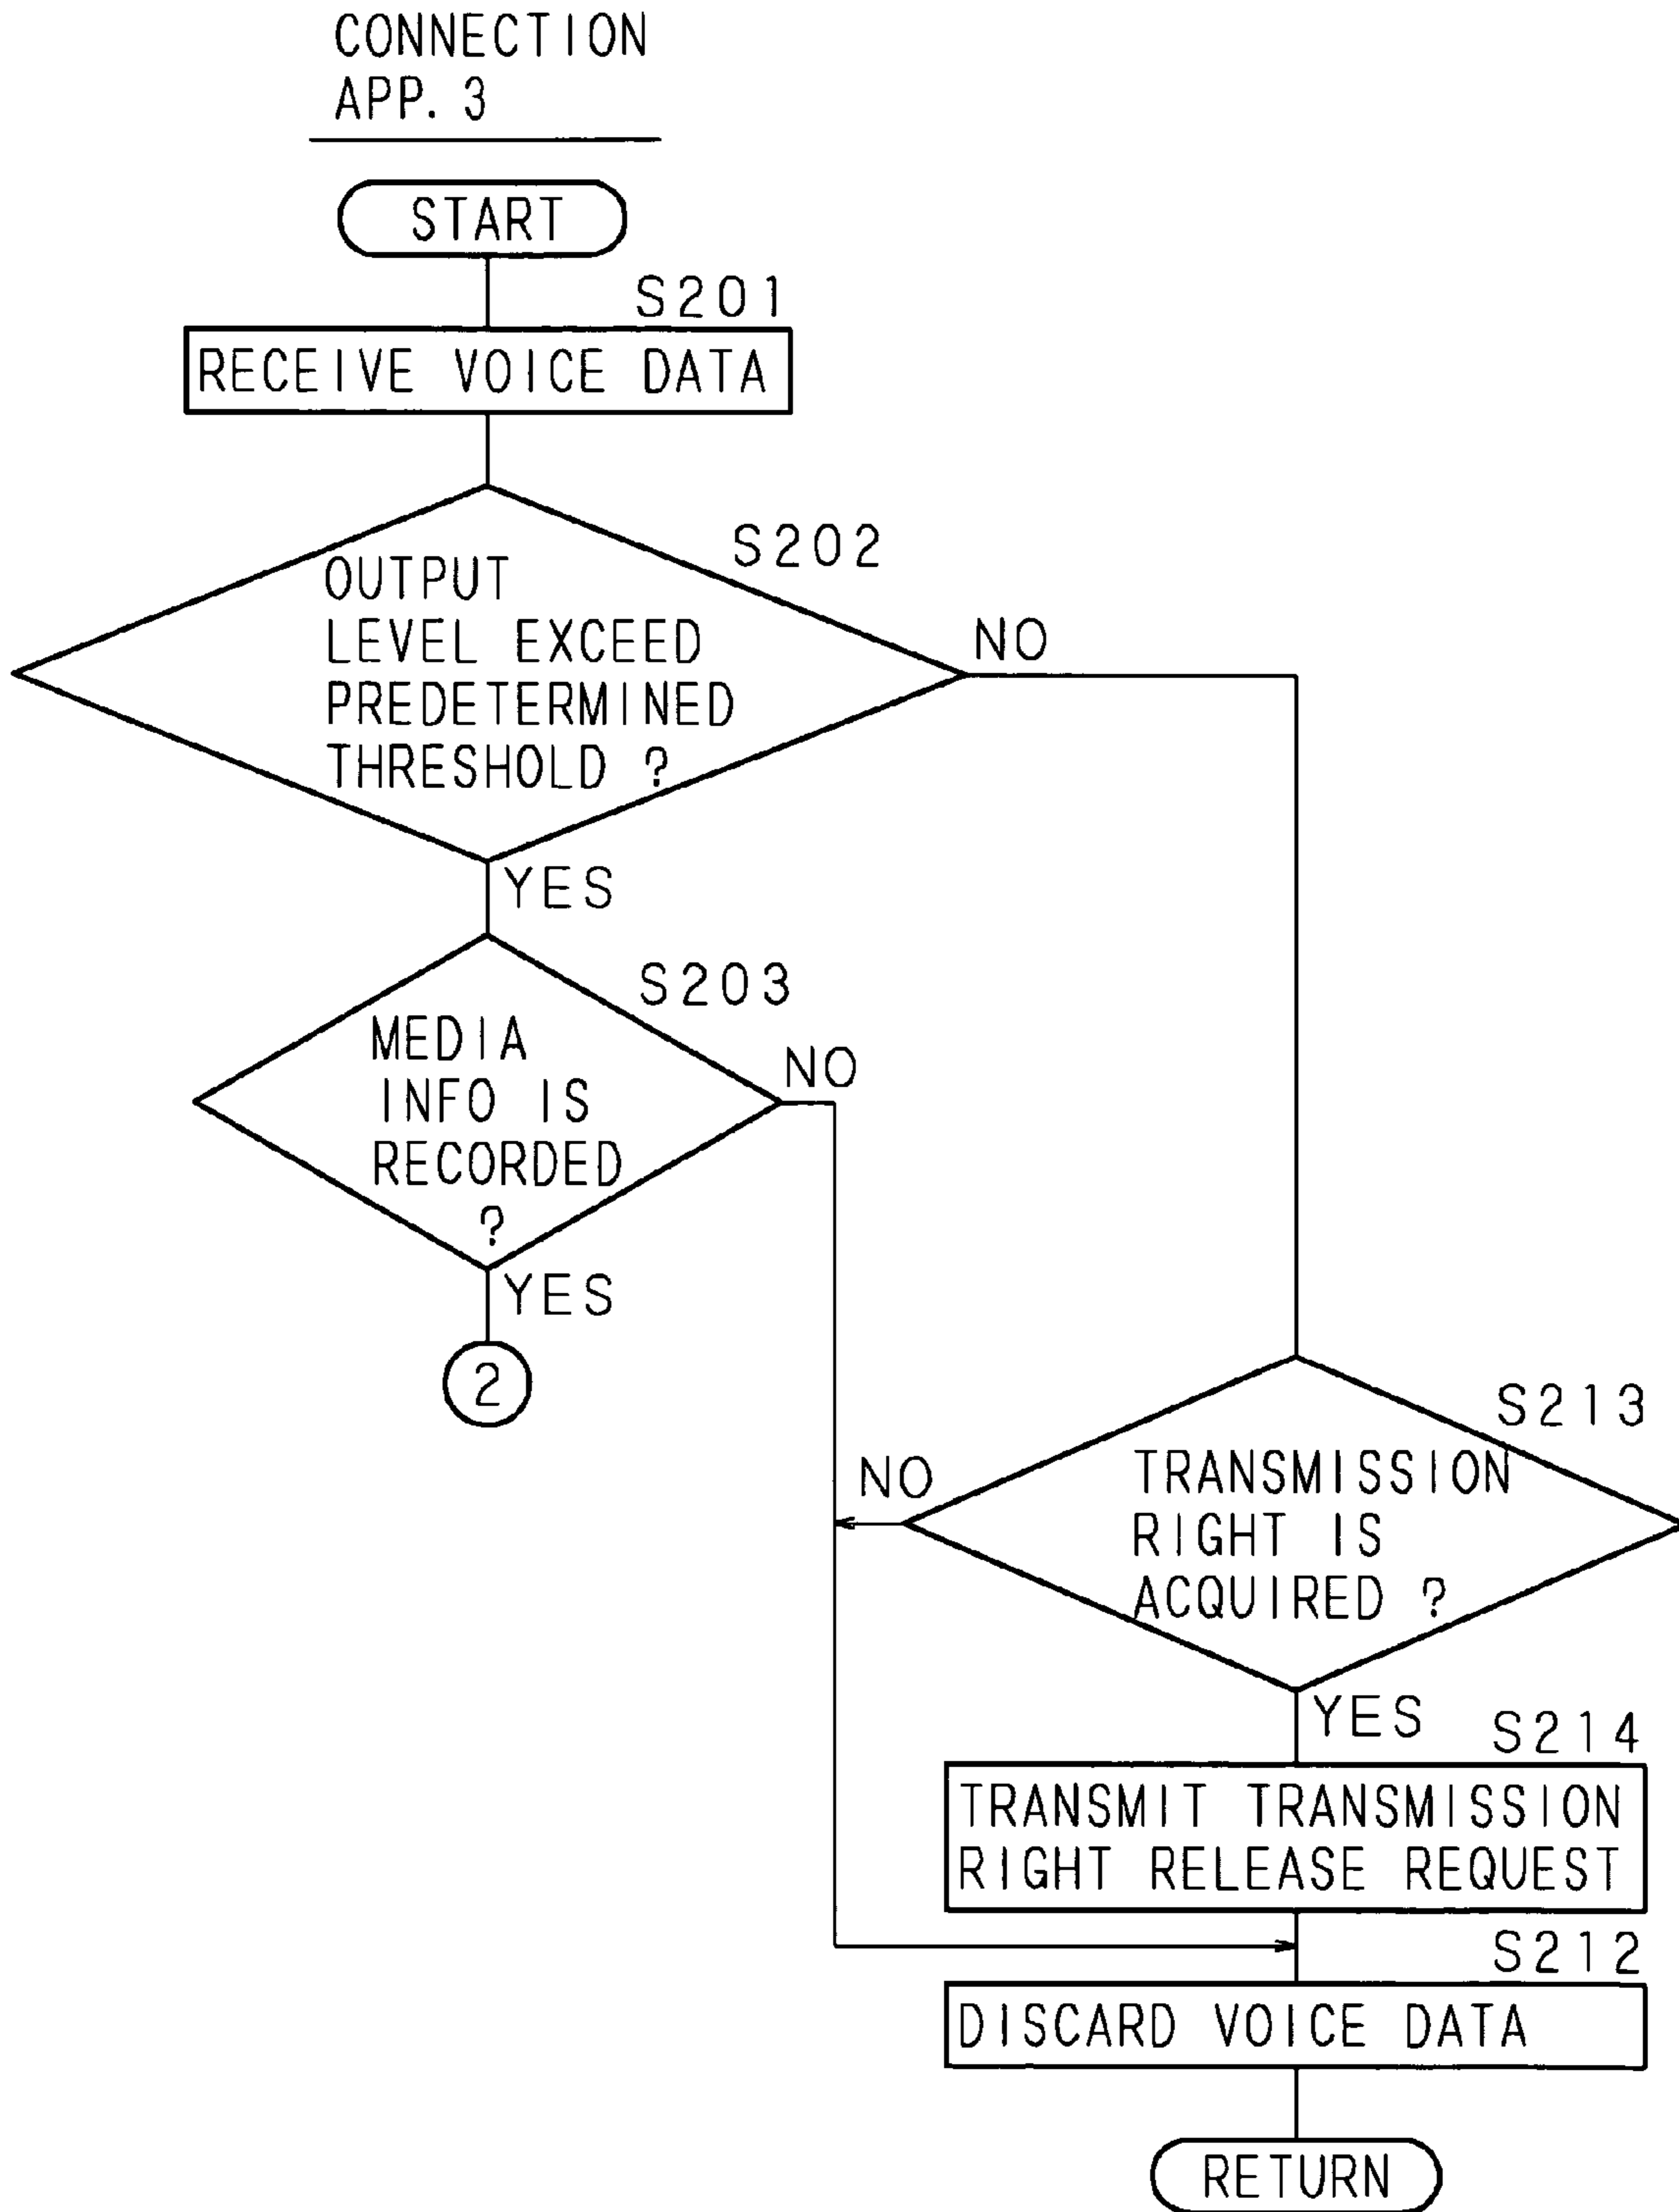 CONNECTION
APP. 3
START
S201
RECEIVE VOICE DATA
S202
OUTPUT
LEVEL EXCEED
PREDETERMINED
THRESHOLD ?
NO
YES
S203
MEDIA
INFO IS
RECORDED
?
NO
YES
2
S213
TRANSMISSION
RIGHT IS
ACQUIRED ?
NO
YES
S214
TRANSMIT TRANSMISSION
RIGHT RELEASE REQUEST
S212
DISCARD VOICE DATA
RETURN